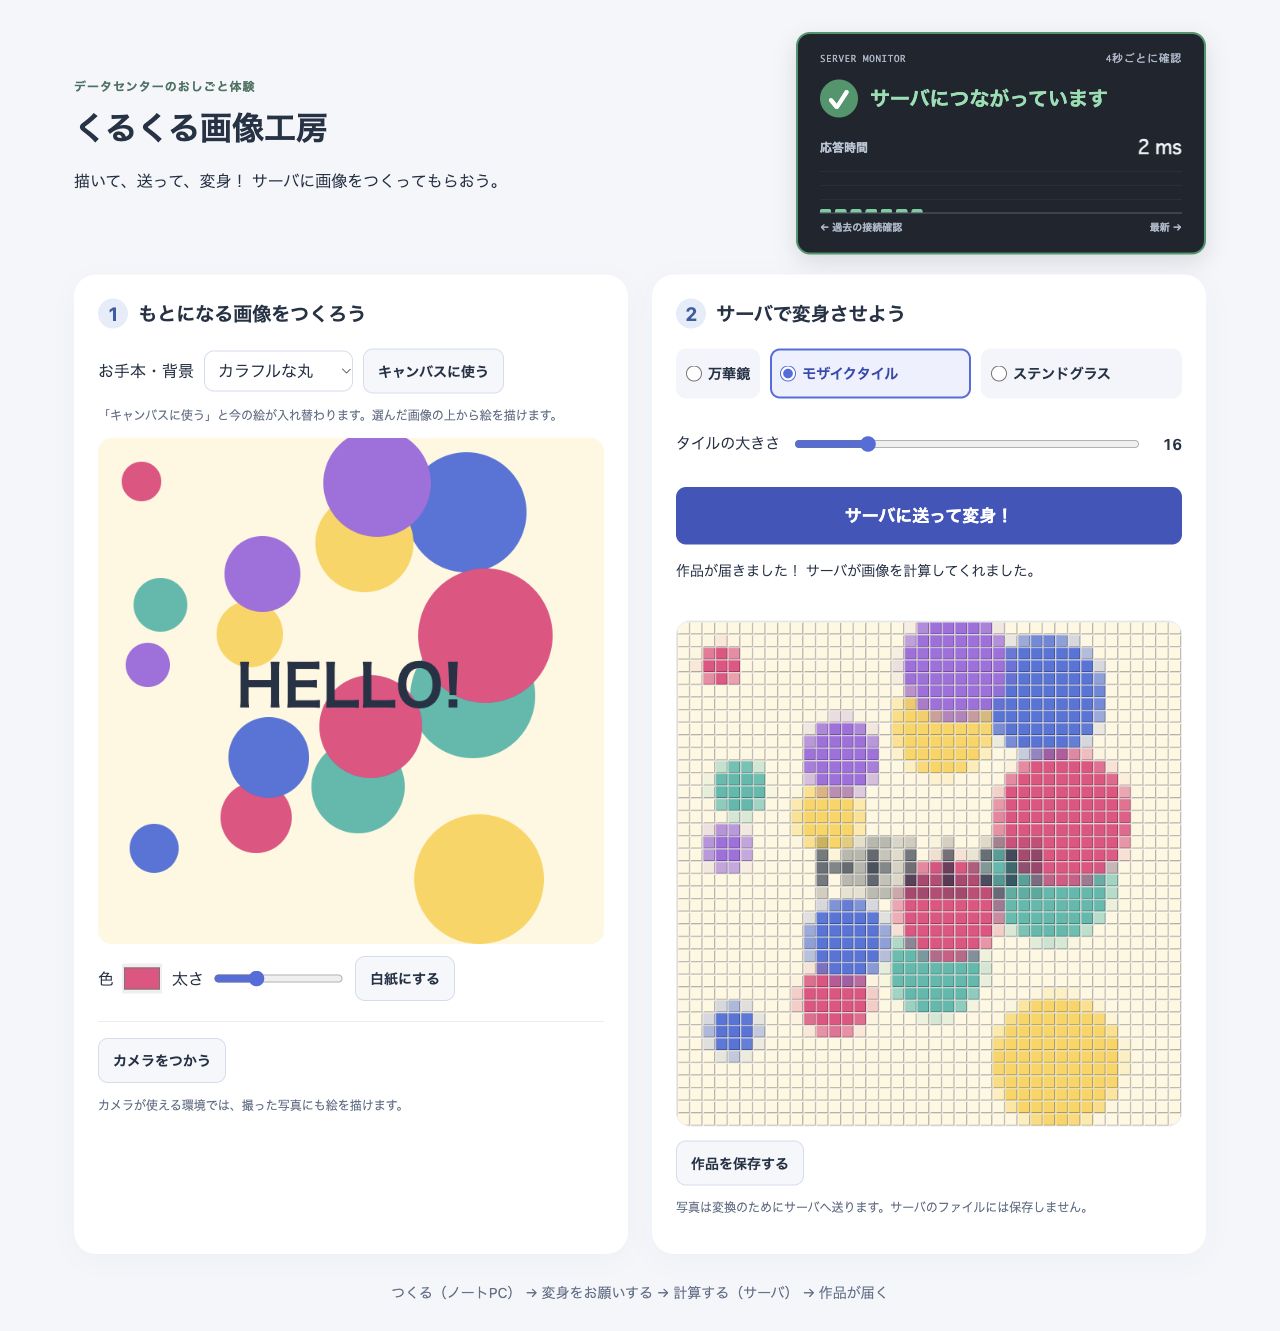 データセンターのおしごと体験
くるくる画像工房
描いて、送って、変身！ サーバに画像をつくってもらおう。
SERVER MONITOR 4秒ごとに確認
サーバにつながっています
応答時間 2 ms
← 過去の接続確認 最新 →
1 もとになる画像をつくろう
お手本・背景 カラフルな丸 キャンバスに使う
「キャンバスに使う」と今の絵が入れ替わります。選んだ画像の上から絵を描けます。
HELLO!
色 太さ 白紙にする
カメラをつかう
カメラが使える環境では、撮った写真にも絵を描けます。
2 サーバで変身させよう
万華鏡 モザイクタイル ステンドグラス
タイルの大きさ 16
サーバに送って変身！
作品が届きました！ サーバが画像を計算してくれました。
作品を保存する
写真は変換のためにサーバへ送ります。サーバのファイルには保存しません。
つくる（ノートPC） → 変身をお願いする → 計算する（サーバ） → 作品が届く